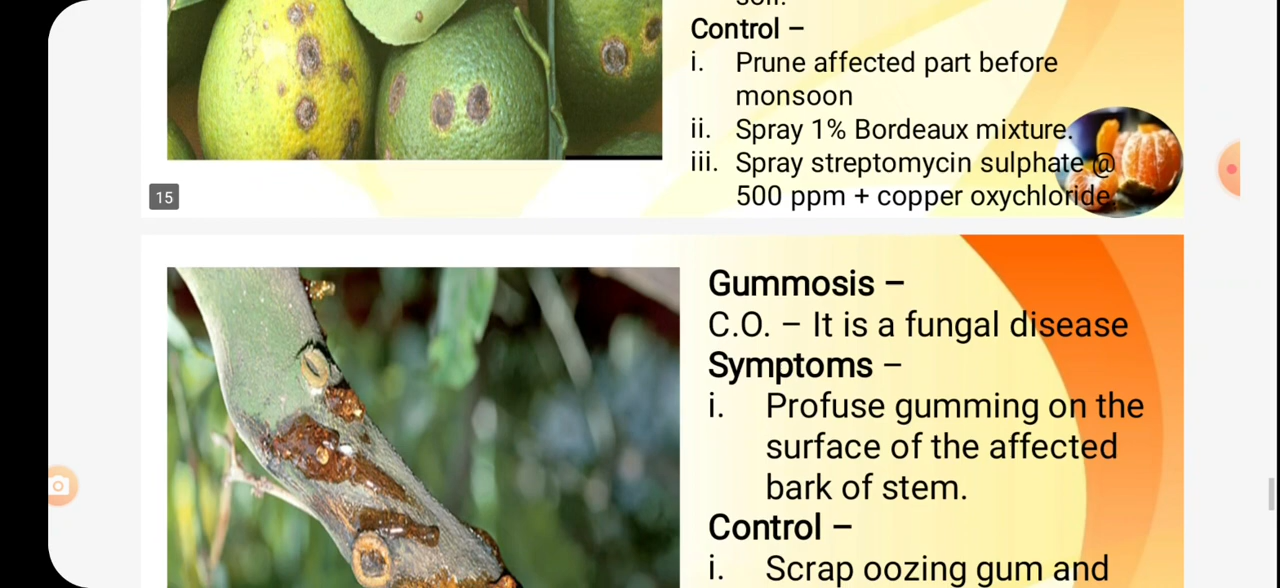 Control –
i. Prune affected part before
monsoon
ii. Spray 1% Bordeaux mixture.
iii. Spray streptomycin sulphate @
500 ppm + copper oxychloride.
15
Gummosis –
C.O. – It is a fungal disease
Symptoms –
i. Profuse gumming on the
surface of the affected
bark of stem.
Control –
i. Scrap oozing gum and